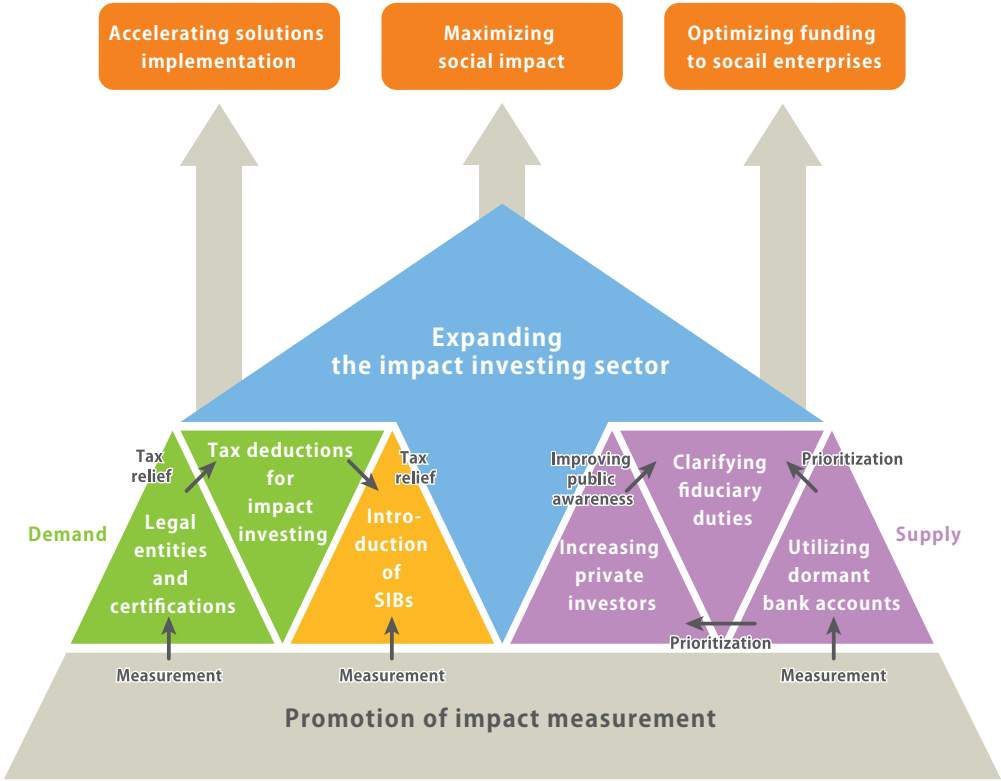 Accelerating solutions
implementation
Maximizing
social impact
Optimizing funding
to socail enterprises
Expanding
the impact investing sector
Demand
Tax
relief
Legal
entities
and
certifications
Tax deductions
for
impact
investing
Tax
relief
Intro-
duction
of
SIBs
Improving
public
awareness
Increasing
private
investors
Clarifying
fiduciary
duties
Prioritization
Utilizing
dormant
bank accounts
Supply
Prioritization
Measurement
Measurement
Measurement
Promotion of impact measurement